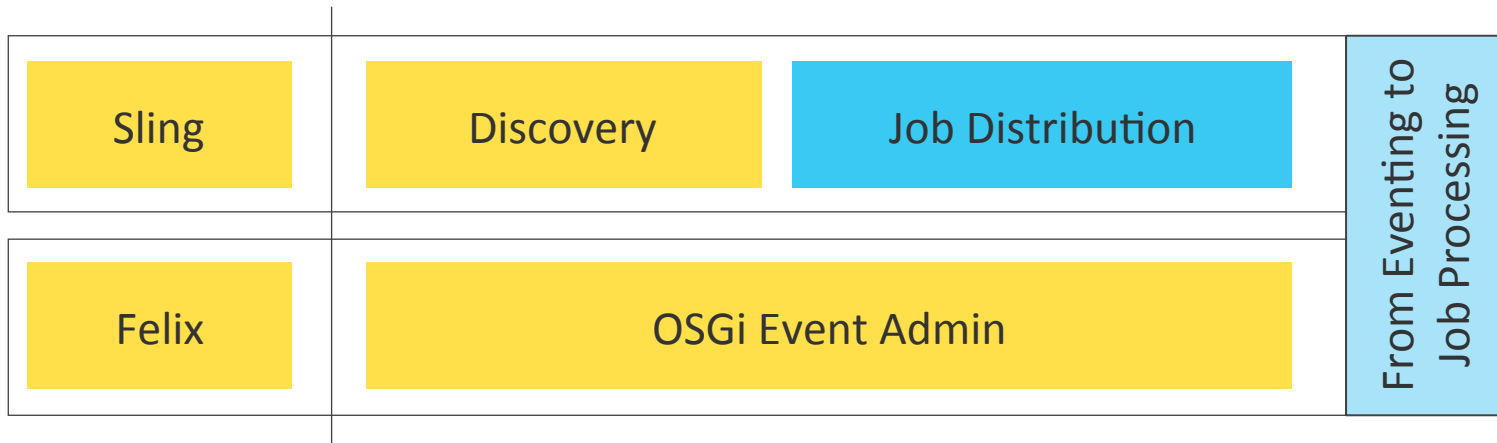 Sling
Discovery
Job Distribution
Felix
OSGi Event Admin
From Eventing to
Job Processing